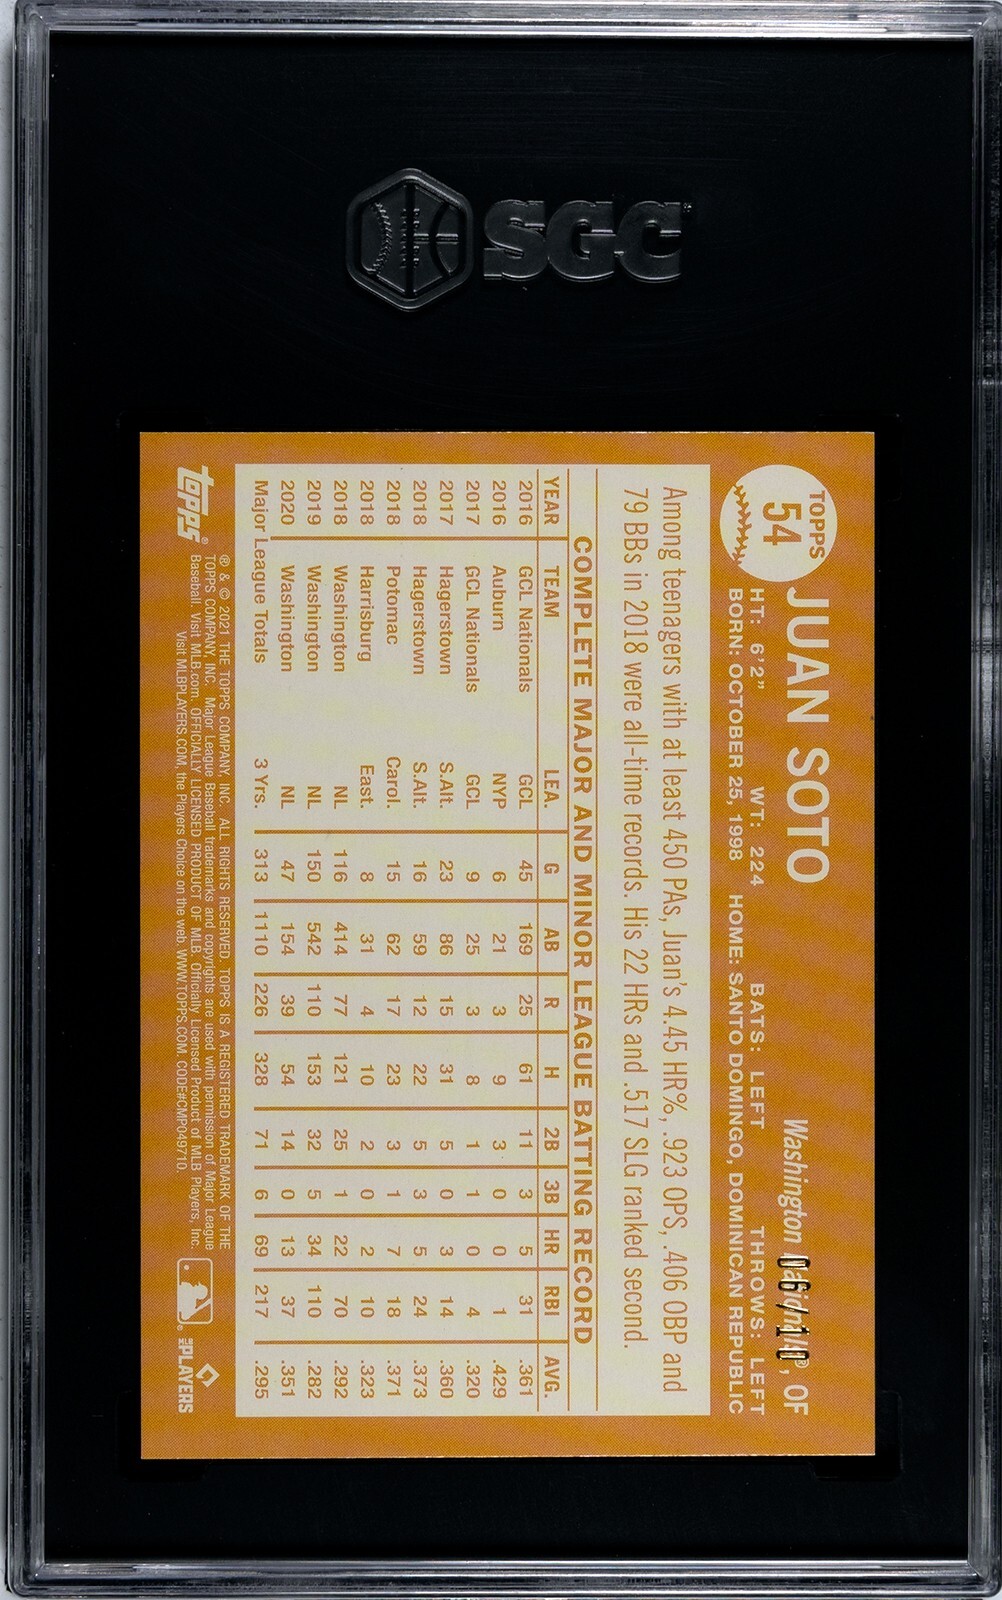 SGC
TOPPS
54
JUAN SOTO
Washington Nationals®, OF
06/10
HT: 6'2" WT: 224 BATS: LEFT THROWS: LEFT
BORN: OCTOBER 25, 1998 HOME: SANTO DOMINGO, DOMINICAN REPUBLIC
Among teenagers with at least 450 PAs, Juan's 4.45 HR%, .923 OPS, .406 OBP and
79 BBs in 2018 were all-time records. His 22 HRs and .517 SLG ranked second.
COMPLETE MAJOR AND MINOR LEAGUE BATTING RECORD
YEAR TEAM LEA. G AB R H 2B 3B HR RBI AVG.
2016 GCL Nationals GCL 45 169 25 61 11 3 5 31 .361
2016 Auburn NYP 6 21 3 9 3 0 0 1 .429
2017 GCL Nationals GCL 9 25 3 8 1 1 0 4 .320
2017 Hagerstown S.Alt. 23 86 15 31 5 0 3 14 .360
2018 Hagerstown S.Alt. 16 59 12 22 5 3 5 24 .373
2018 Potomac Carol. 15 62 17 23 3 1 7 18 .371
2018 Harrisburg East. 8 31 4 10 2 0 2 10 .323
2018 Washington NL 116 414 77 121 25 1 22 70 .292
2019 Washington NL 150 542 110 153 32 5 34 110 .282
2020 Washington NL 47 154 39 54 14 0 13 37 .351
Major League Totals 3 Yrs. 313 1110 226 328 71 6 69 217 .295
TOPPS®
® & © 2021 THE TOPPS COMPANY, INC. ALL RIGHTS RESERVED. TOPPS IS A REGISTERED TRADEMARK OF THE
TOPPS COMPANY, INC. Major League Baseball trademarks and copyrights are used with permission of Major League
Baseball. Visit MLB.com. OFFICIALLY LICENSED PRODUCT OF MLB. Officially Licensed Product of MLB Players, Inc.
Visit MLBPLAYERS.COM, the Players Choice on the web. WWW.TOPPS.COM. CODE#CMP049710.
MLB PLAYERS